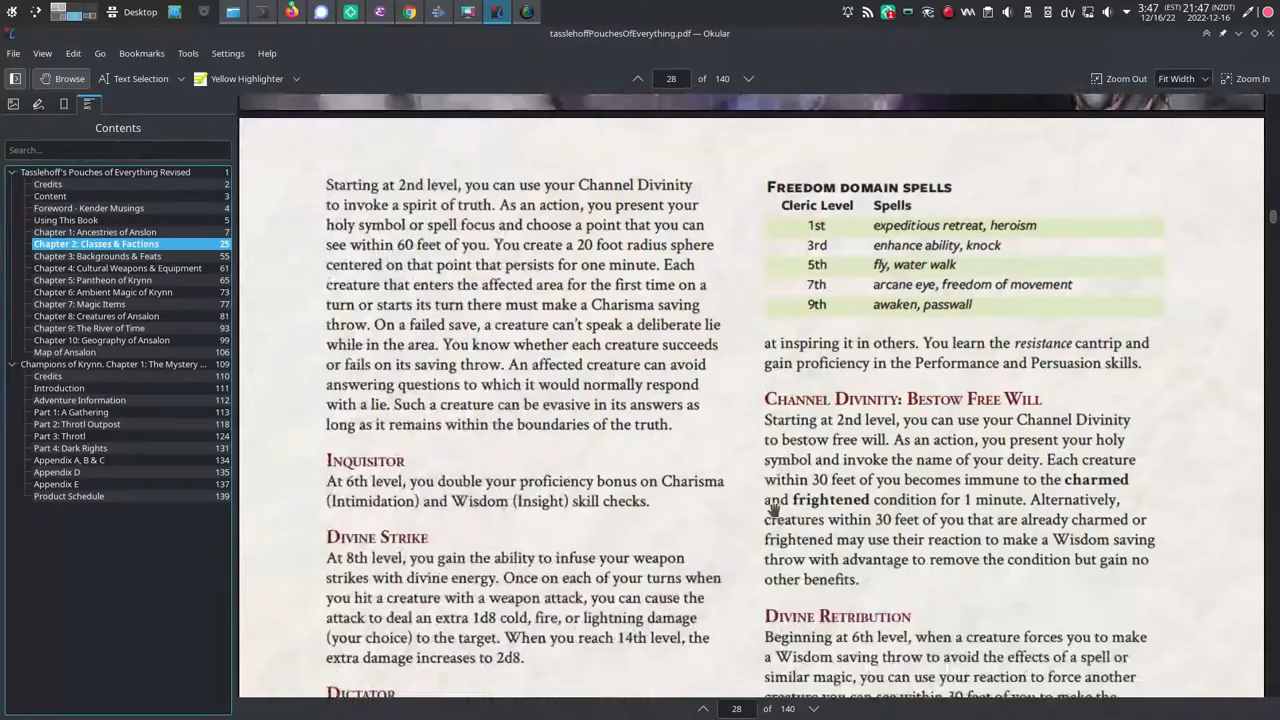 Desktop
3:47 (EST) 21:47 (NZDT)
12/16/22 2022-12-16
tasslehoffPouchesOfEverything.pdf — Okular
File View Edit Go Bookmarks Tools Settings Help
Browse Text Selection Yellow Highlighter 28 of 140 Zoom Out Fit Width Zoom In
Contents
Search...
Tasslehoff's Pouches of Everything Revised 1
Credits 2
Content 3
Foreword - Kender Musings 4
Using This Book 5
Chapter 1: Ancestries of Anslon 7
Chapter 2: Classes & Factions 25
Chapter 3: Backgrounds & Feats 55
Chapter 4: Cultural Weapons & Equipment 61
Chapter 5: Pantheon of Krynn 65
Chapter 6: Ambient Magic of Krynn 73
Chapter 7: Magic Items 77
Chapter 8: Creatures of Ansalon 81
Chapter 9: The River of Time 93
Chapter 10: Geography of Ansalon 99
Map of Ansalon 106
Champions of Krynn. Chapter 1: The Mystery ... 109
Credits 110
Introduction 111
Adventure Information 112
Part 1: A Gathering 113
Part 2: Throtl Outpost 118
Part 3: Throtl 124
Part 4: Dark Rights 131
Appendix A, B & C 134
Appendix D 135
Appendix E 137
Product Schedule 139
Starting at 2nd level, you can use your Channel Divinity
to invoke a spirit of truth. As an action, you present your
holy symbol or spell focus and choose a point that you can
see within 60 feet of you. You create a 20 foot radius sphere
centered on that point that persists for one minute. Each
creature that enters the affected area for the first time on a
turn or starts its turn there must make a Charisma saving
throw. On a failed save, a creature can't speak a deliberate lie
while in the area. You know whether each creature succeeds
or fails on its saving throw. An affected creature can avoid
answering questions to which it would normally respond
with a lie. Such a creature can be evasive in its answers as
long as it remains within the boundaries of the truth.
Inquisitor
At 6th level, you double your proficiency bonus on Charisma
(Intimidation) and Wisdom (Insight) skill checks.
Divine Strike
At 8th level, you gain the ability to infuse your weapon
strikes with divine energy. Once on each of your turns when
you hit a creature with a weapon attack, you can cause the
attack to deal an extra 1d8 cold, fire, or lightning damage
(your choice) to the target. When you reach 14th level, the
extra damage increases to 2d8.
Dictator
Freedom domain spells
Cleric Level Spells
1st expeditious retreat, heroism
3rd enhance ability, knock
5th fly, water walk
7th arcane eye, freedom of movement
9th awaken, passwall
at inspiring it in others. You learn the resistance cantrip and
gain proficiency in the Performance and Persuasion skills.
Channel Divinity: Bestow Free Will
Starting at 2nd level, you can use your Channel Divinity
to bestow free will. As an action, you present your holy
symbol and invoke the name of your deity. Each creature
within 30 feet of you becomes immune to the charmed
and frightened condition for 1 minute. Alternatively,
creatures within 30 feet of you that are already charmed or
frightened may use their reaction to make a Wisdom saving
throw with advantage to remove the condition but gain no
other benefits.
Divine Retribution
Beginning at 6th level, when a creature forces you to make
a Wisdom saving throw to avoid the effects of a spell or
similar magic, you can use your reaction to force another
creature you can see within 30 feet of you to make the
28 of 140